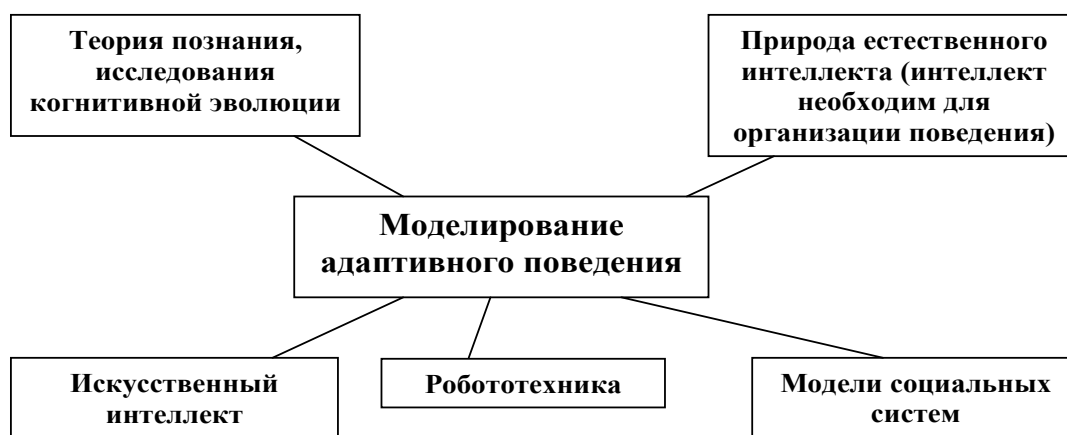 Теория познания,
исследования
когнитивной эволюции
Природа естественного
интеллекта (интеллект
необходим для
организации поведения)
Моделирование
адаптивного поведения
Искусственный
интеллект
Робототехника
Модели социальных
систем